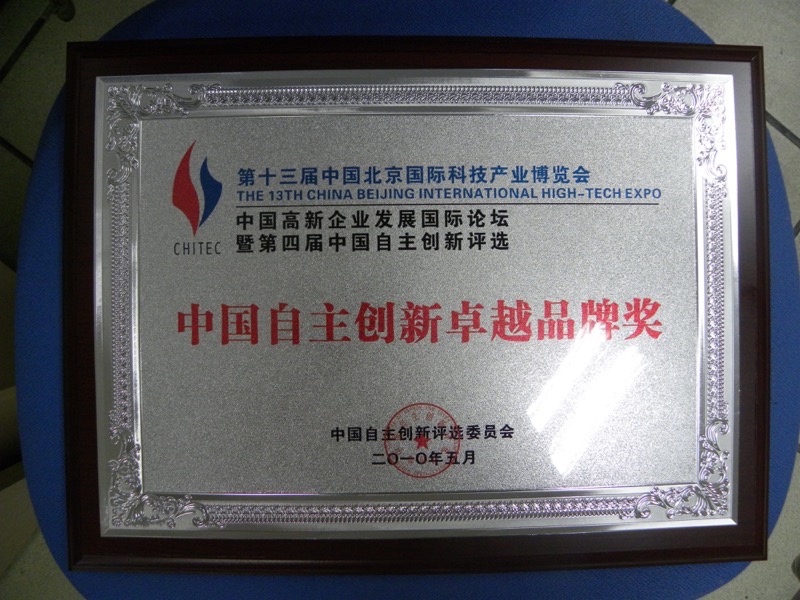 第十三届中国北京国际科技产业博览会
THE 13TH CHINA BEIJING INTERNATIONAL HIGH-TECH EXPO
CHITEC
中国高新企业发展国际论坛
暨第四届中国自主创新评选
中国自主创新卓越品牌奖
中国自主创新评选委员会
二〇一〇年五月